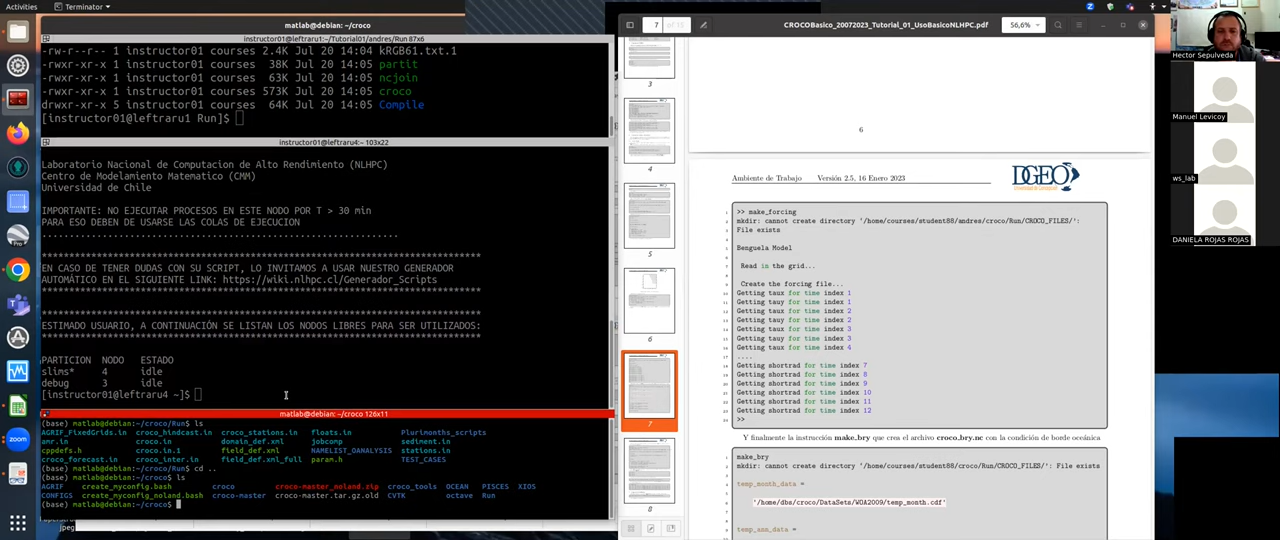 Activities
Terminador
matlab@debian: ~/croco
instructor01@leftraru1:~/Tutorial01/andres/Run 87x6
-rw-r--r-- 1 instructor01 courses 2.4K Jul 20 14:04 kRGB61.txt.1
-rwxr-xr-x 1 instructor01 courses 38K Jul 20 14:05 partit
-rwxr-xr-x 1 instructor01 courses 63K Jul 20 14:05 ncjoin
-rwxr-xr-x 1 instructor01 courses 573K Jul 20 14:05 croco
drwxr-xr-x 5 instructor01 courses 64K Jul 20 14:05 Compile
[instructor01@leftraru1 Run]$
instructor01@leftraru4:~ 103x22
Laboratorio Nacional de Computacion de Alto Rendimiento (NLHPC)
Centro de Modelamiento Matematico (CMM)
Universidad de Chile
IMPORTANTE: NO EJECUTAR PROCESOS EN ESTE NODO POR T > 30 min
PARA ESO DEBEN DE USARSE LAS COLAS DE EJECUCION
EN CASO DE TENER DUDAS CON SU SCRIPT, LO INVITAMOS A USAR NUESTRO GENERADOR
AUTOMÁTICO EN EL SIGUIENTE LINK: https://wiki.nlhpc.cl/Generador_Scripts
ESTIMADO USUARIO, A CONTINUACIÓN SE LISTAN LOS NODOS LIBRES PARA SER UTILIZADOS:
PARTICION NODO ESTADO
slims* 4 idle
debug 3 idle
[instructor01@leftraru4 ~]$
matlab@debian: ~/croco 126x11
(base) matlab@debian:~/croco/Run$ ls
AGRIF_FixedGrids.in croco_hindcast.in croco_stations.in floats.in Plurimonths_scripts
amr.in croco.in domain_def.xml jobcomp sediment.in
cppdefs.h croco.in.1 field_def.xml NAMELIST_OANALYSIS stations.in
croco_forecast.in croco_inter.in field_def.xml_full param.h TEST_CASES
(base) matlab@debian:~/croco/Run$ cd ..
(base) matlab@debian:~/croco$ ls
AGRIF create_myconfig.bash croco croco-master_noland.zip croco_tools OCEAN PISCES XIOS
CONFIGS create_myconfig_noland.bash croco-master croco-master.tar.gz.old CVTK octave Run
(base) matlab@debian:~/croco$
jpeg
7
CROCOBasico_20072023_Tutorial_01_UsoBasicoNLHPC.pdf
56,6%
3
4
5
6
7
8
6
Ambiente de Trabajo Versión 2.5, 16 Enero 2023
DGEO
>> make_forcing
mkdir: cannot create directory '/home/courses/student88/andres/croco/Run/CROCO_FILES/':
File exists
Benguela Model
Read in the grid...
Create the forcing file...
Getting taux for time index 1
Getting tauy for time index 1
Getting taux for time index 2
Getting tauy for time index 2
Getting taux for time index 3
Getting tauy for time index 3
Getting taux for time index 4
....
Getting shortrad for time index 7
Getting shortrad for time index 8
Getting shortrad for time index 9
Getting shortrad for time index 10
Getting shortrad for time index 11
Getting shortrad for time index 12
>>
Y finalmente la instrucción make_bry que crea el archivo croco.bry.nc con la condición de borde oceánica
make_bry
mkdir: cannot create directory '/home/courses/student88/croco/Run/CROCO_FILES/': File exists
temp_month_data =
'/home/dbs/croco/DataSets/WOA2009/temp_month.cdf'
temp_ann_data =
Hector Sepulveda
Manuel Levicoy
ws_lab
DANIELA ROJAS ROJAS